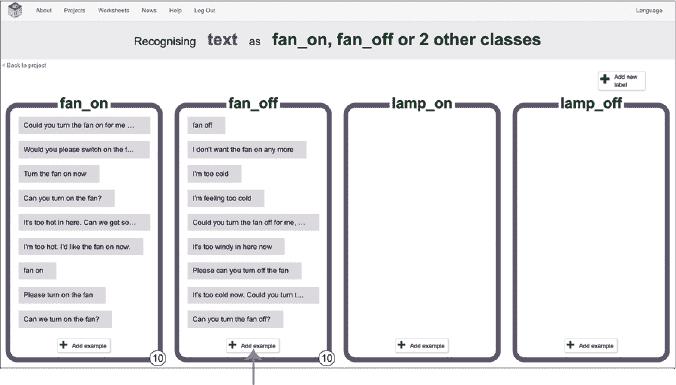 About Projects Worksheets News Help Log Out Language
Recognising text as fan_on, fan_off or 2 other classes
< Back to project
Add new label
fan_on
Could you turn the fan on for me ...
Would you please switch on the f...
Turn the fan on now
Can you turn on the fan?
It's too hot in here. Can we get so...
I'm too hot. I'd like the fan on now.
fan on
Please turn on the fan
Can we turn on the fan?
Add example
10
fan_off
fan off
I don't want the fan on any more
I'm too cold
I'm feeling too cold
Could you turn the fan off for me, ...
It's too windy in here now
Please can you turn off the fan
It's too cold now. Could you turn t...
Can you turn the fan off?
Add example
10
lamp_on
Add example
lamp_off
Add example